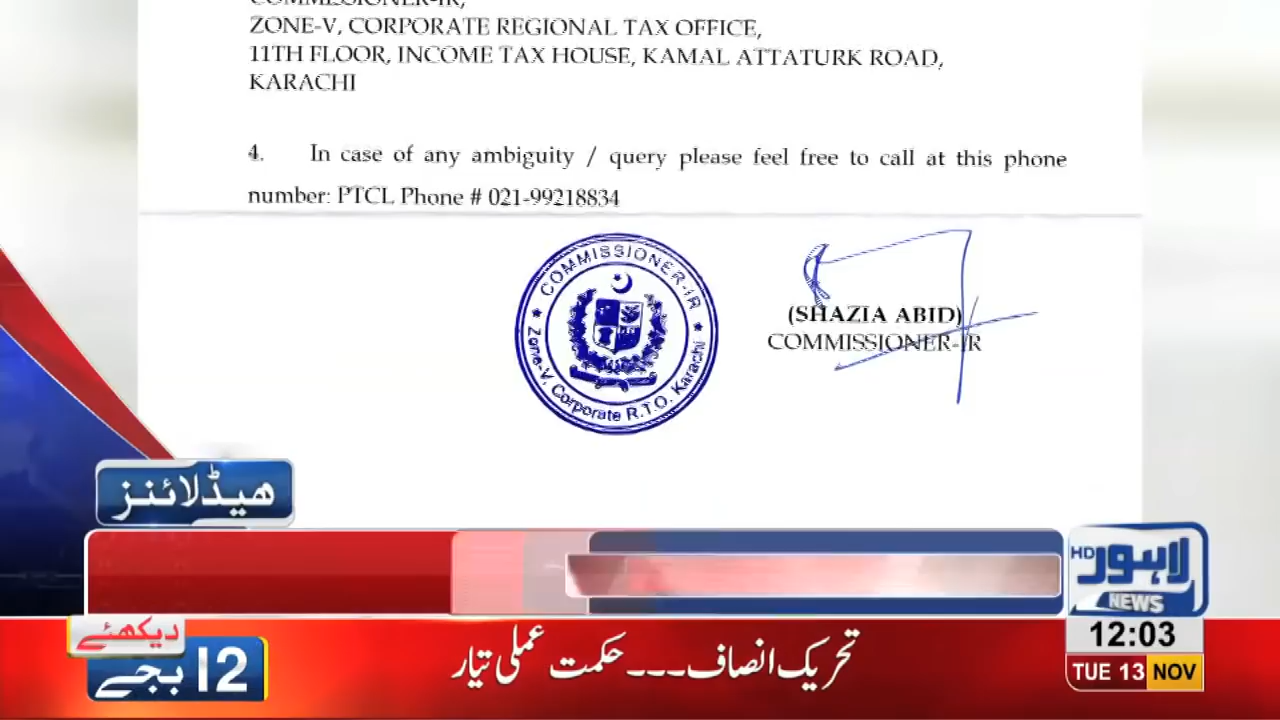 COMMISSIONER-IR,
ZONE-V, CORPORATE REGIONAL TAX OFFICE,
11TH FLOOR, INCOME TAX HOUSE, KAMAL ATTATURK ROAD,
KARACHI
4. In case of any ambiguity / query please feel free to call at this phone
number: PTCL Phone # 021-99218834
★ COMMISSIONER-IR ★
Zone-V, Corporate R.T.O. Karachi
(SHAZIA ABID)
COMMISSIONER-IR
ھیڈلائنز
HD لاہور
NEWS
12:03
TUE 13 NOV
دیکھئے
12 بجے
تحریک انصاف۔۔۔حکمت عملی تیار